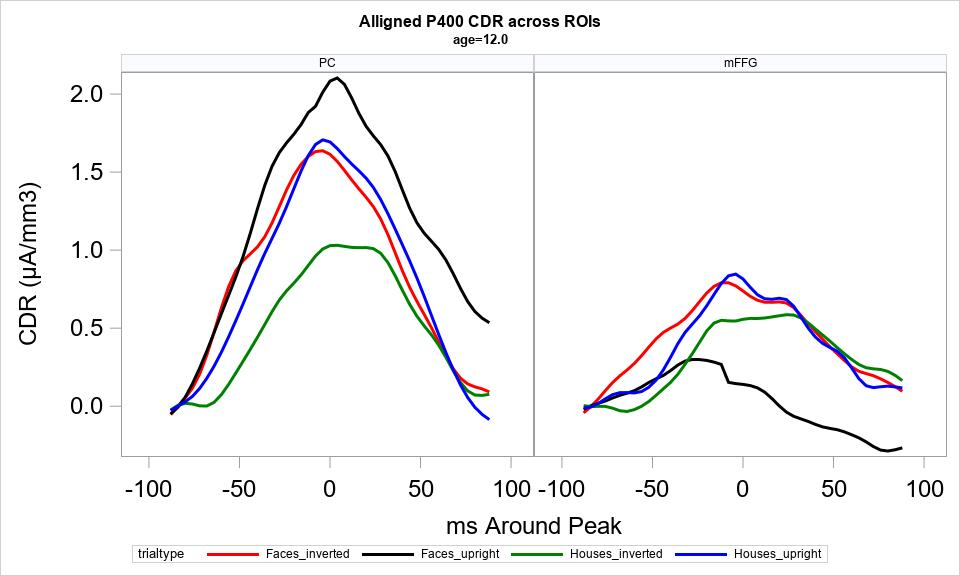 Alligned P400 CDR across ROIs
age=12.0
PC
mFFG
2.0
1.5
1.0
0.5
0.0
CDR (µA/mm3)
-100 -50 0 50 100 -100 -50 0 50 100
ms Around Peak
trialtype Faces_inverted Faces_upright Houses_inverted Houses_upright